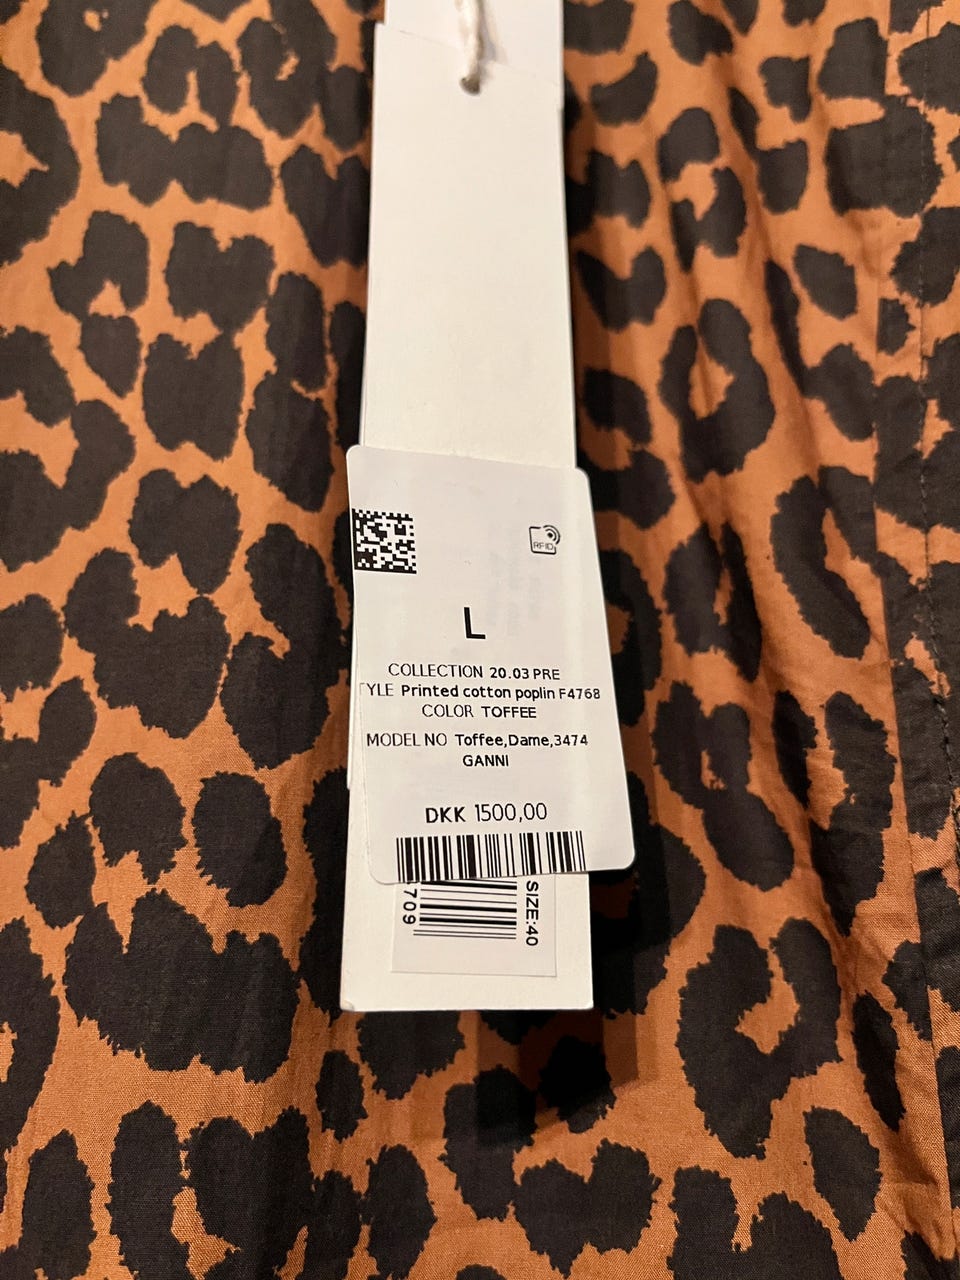 RFID
L
COLLECTION 20.03 PRE
TYLE Printed cotton poplin F4768
COLOR TOFFEE
MODEL NO Toffee,Dame,3474
GANNI
DKK 1500,00
709
SIZE:40